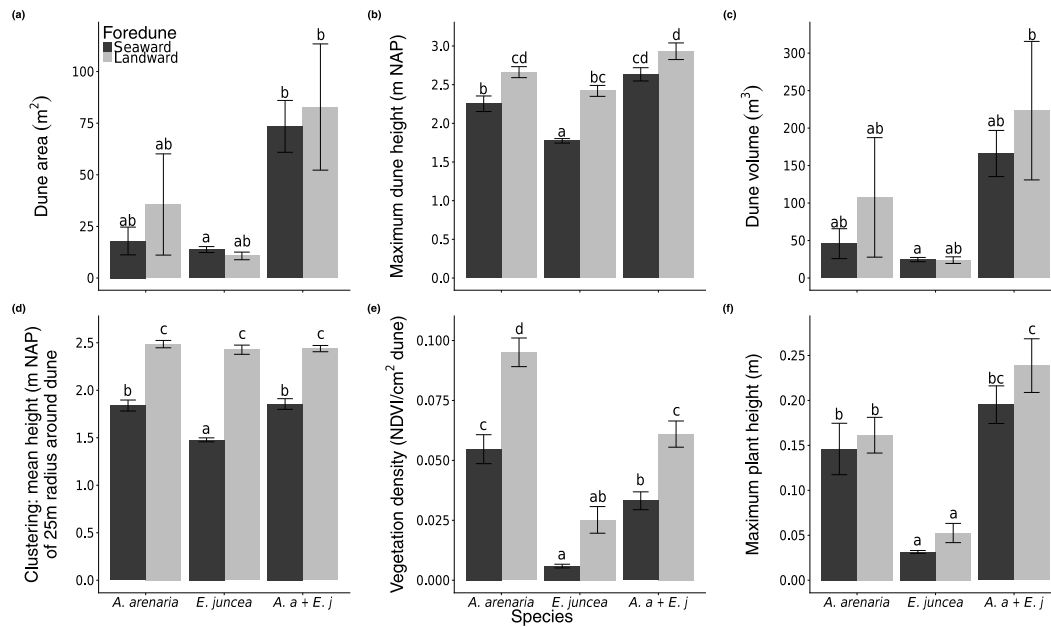 (a)
Foredune
Seaward
Landward
Dune area (m²)
100
75
50
25
0
ab
ab
a
ab
b
b
(b)
Maximum dune height (m NAP)
3.0
2.5
2.0
1.5
1.0
0.5
0.0
b
cd
a
bc
cd
d
(c)
Dune volume (m³)
300
250
200
150
100
50
0
ab
ab
a
ab
ab
b
(d)
Clustering: mean height (m NAP)
of 25m radius around dune
2.5
2.0
1.5
1.0
0.5
0.0
b
c
a
c
b
c
A. arenaria
E. juncea
A. a + E. j
(e)
Vegetation density (NDVI/cm² dune)
0.100
0.075
0.050
0.025
0.000
c
d
a
ab
b
c
A. arenaria
E. juncea
A. a + E. j
Species
(f)
Maximum plant height (m)
0.25
0.20
0.15
0.10
0.05
0.00
b
b
a
a
bc
c
A. arenaria
E. juncea
A. a + E. j